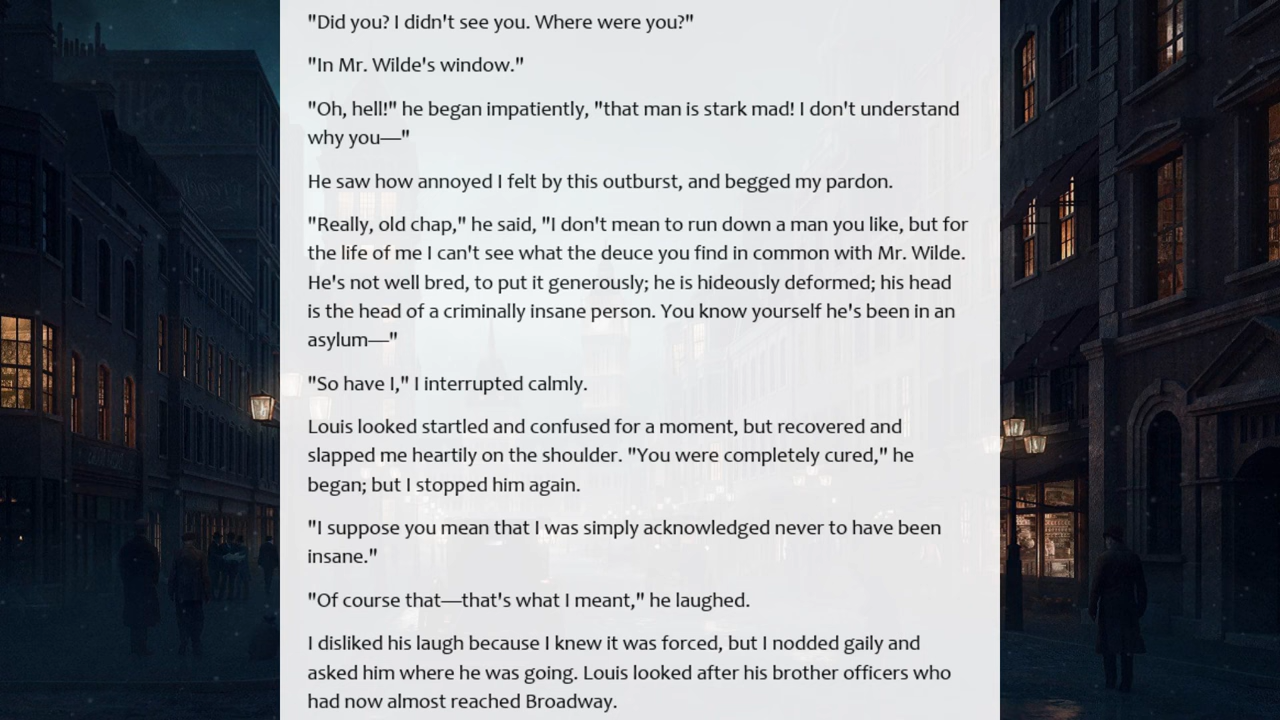 "Did you? I didn't see you. Where were you?"
"In Mr. Wilde's window."
"Oh, hell!" he began impatiently, "that man is stark mad! I don't understand
why you—"
He saw how annoyed I felt by this outburst, and begged my pardon.
"Really, old chap," he said, "I don't mean to run down a man you like, but for
the life of me I can't see what the deuce you find in common with Mr. Wilde.
He's not well bred, to put it generously; he is hideously deformed; his head
is the head of a criminally insane person. You know yourself he's been in an
asylum—"
"So have I," I interrupted calmly.
Louis looked startled and confused for a moment, but recovered and
slapped me heartily on the shoulder. "You were completely cured," he
began; but I stopped him again.
"I suppose you mean that I was simply acknowledged never to have been
insane."
"Of course that—that's what I meant," he laughed.
I disliked his laugh because I knew it was forced, but I nodded gaily and
asked him where he was going. Louis looked after his brother officers who
had now almost reached Broadway.